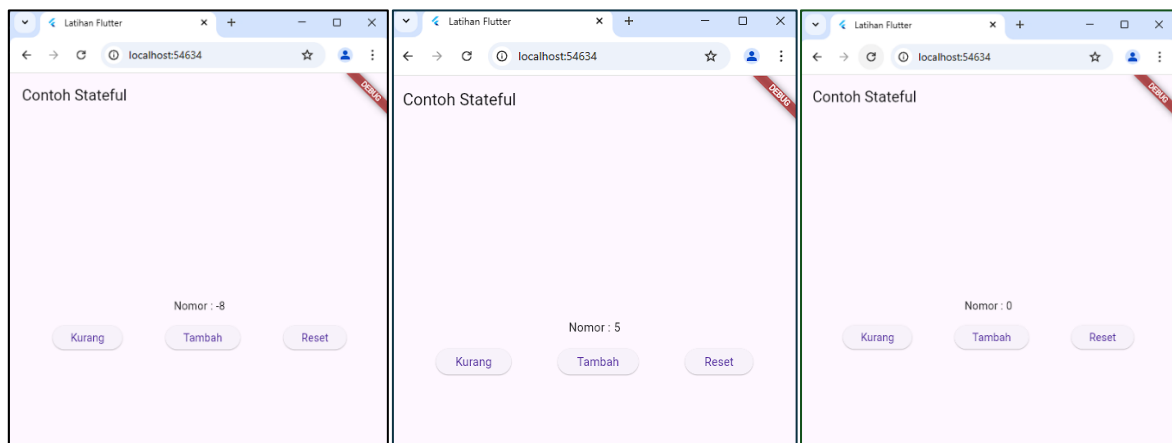 Latihan Flutter
localhost:54634
DEBUG
Contoh Stateful
Nomor : -8
Kurang Tambah Reset
Latihan Flutter
localhost:54634
DEBUG
Contoh Stateful
Nomor : 5
Kurang Tambah Reset
Latihan Flutter
localhost:54634
DEBUG
Contoh Stateful
Nomor : 0
Kurang Tambah Reset